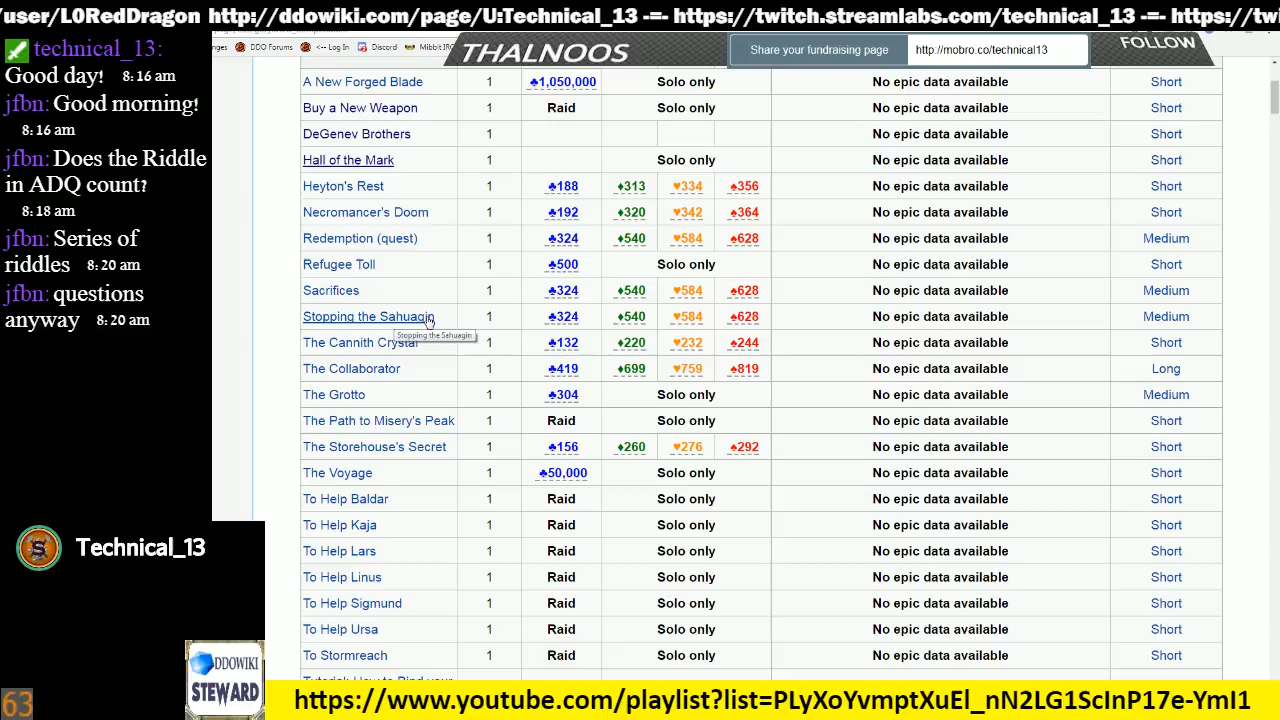 /user/L0RedDragon http://ddowiki.com/page/U:Technical_13 -=- https://twitch.streamlabs.com/technical_13 -=- https://twi
technical_13:
Good day! 8:16 am
jfbn: Good morning!
8:16 am
jfbn: Does the Riddle
in ADQ count?
8:18 am
jfbn: Series of
riddles 8:20 am
jfbn: questions
anyway 8:20 am
nges DDO Forums <-- Log In Discord Mibbit IR
THALNOOS
Share your fundraising page http://mobro.co/technical13
FOLLOW
A New Forged Blade 1 ♣1,050,000 Solo only No epic data available Short
Buy a New Weapon 1 Raid Solo only No epic data available Short
DeGenev Brothers 1 No epic data available Short
Hall of the Mark 1 Solo only No epic data available Short
Heyton's Rest 1 ♣188 ♦313 ♥334 ♠356 No epic data available Short
Necromancer's Doom 1 ♣192 ♦320 ♥342 ♠364 No epic data available Short
Redemption (quest) 1 ♣324 ♦540 ♥584 ♠628 No epic data available Medium
Refugee Toll 1 ♣500 Solo only No epic data available Short
Sacrifices 1 ♣324 ♦540 ♥584 ♠628 No epic data available Medium
Stopping the Sahuagin 1 ♣324 ♦540 ♥584 ♠628 No epic data available Medium
Stopping the Sahuagin
The Cannith Crystal 1 ♣132 ♦220 ♥232 ♠244 No epic data available Short
The Collaborator 1 ♣419 ♦699 ♥759 ♠819 No epic data available Long
The Grotto 1 ♣304 Solo only No epic data available Medium
The Path to Misery's Peak 1 Raid Solo only No epic data available Short
The Storehouse's Secret 1 ♣156 ♦260 ♥276 ♠292 No epic data available Short
The Voyage 1 ♣50,000 Solo only No epic data available Short
To Help Baldar 1 Raid Solo only No epic data available Short
To Help Kaja 1 Raid Solo only No epic data available Short
To Help Lars 1 Raid Solo only No epic data available Short
To Help Linus 1 Raid Solo only No epic data available Short
To Help Sigmund 1 Raid Solo only No epic data available Short
To Help Ursa 1 Raid Solo only No epic data available Short
To Stormreach 1 Raid Solo only No epic data available Short
Technical_13
DDOWIKI
STEWARD
63
https://www.youtube.com/playlist?list=PLyXoYvmptXuEl_nN2LG1ScInP17e-YmI1